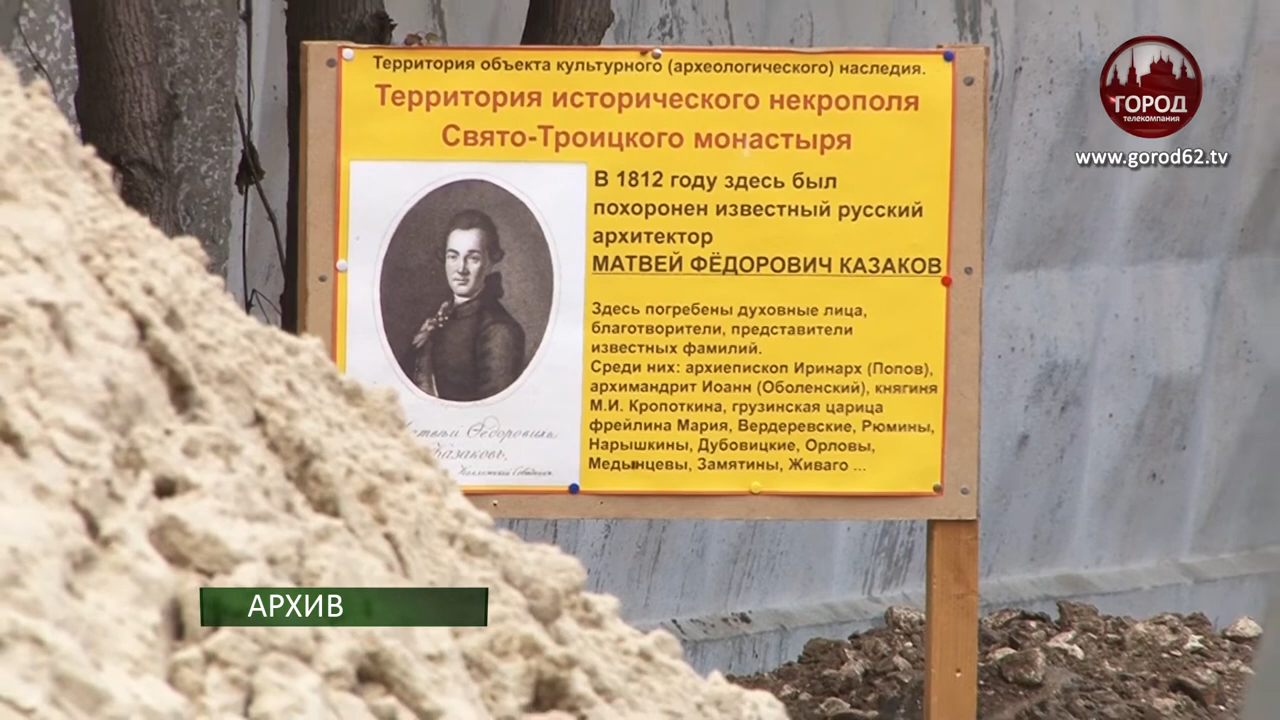 Территория объекта культурного (археологического) наследия.
Территория исторического некрополя
Свято-Троицкого монастыря
В 1812 году здесь был
похоронен известный русский
архитектор
МАТВЕЙ ФЁДОРОВИЧ КАЗАКОВ
Здесь погребены духовные лица,
благотворители, представители
известных фамилий.
Среди них: архиепископ Иринарх (Попов),
архимандрит Иоанн (Оболенский), княгиня
М.И. Кропоткина, грузинская царица
фрейлина Мария, Вердеревские, Рюмины,
Нарышкины, Дубовицкие, Орловы,
Медынцевы, Замятины, Живаго ...
Ѳедоровичь
Казаковъ,
ГОРОД
телекомпания
www.gorod62.tv
АРХИВ